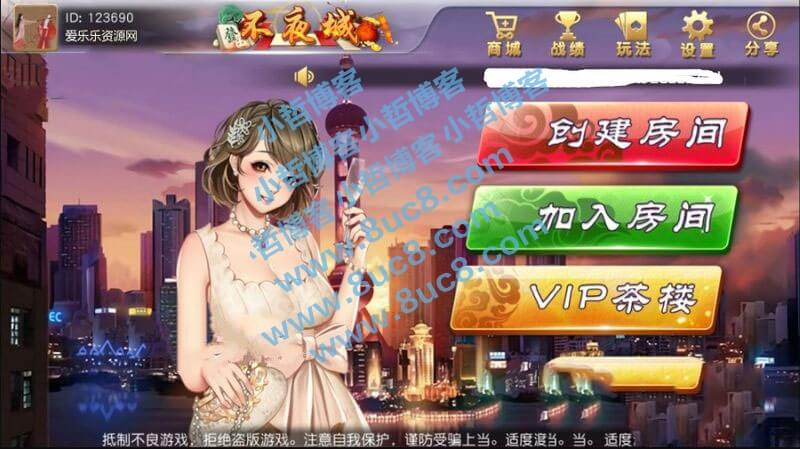 ID: 123690
爱乐乐资源网
不夜城
商城
战绩
玩法
设置
分享
创建房间
加入房间
VIP茶楼
小哲博客小哲博客
小哲博客小哲博客小哲博客
小哲博客 www.8uc8.com
www.8uc8.com
www.8uc8.com
EC
抵制不良游戏，拒绝盗版游戏。注意自我保护，谨防受骗上当。适度